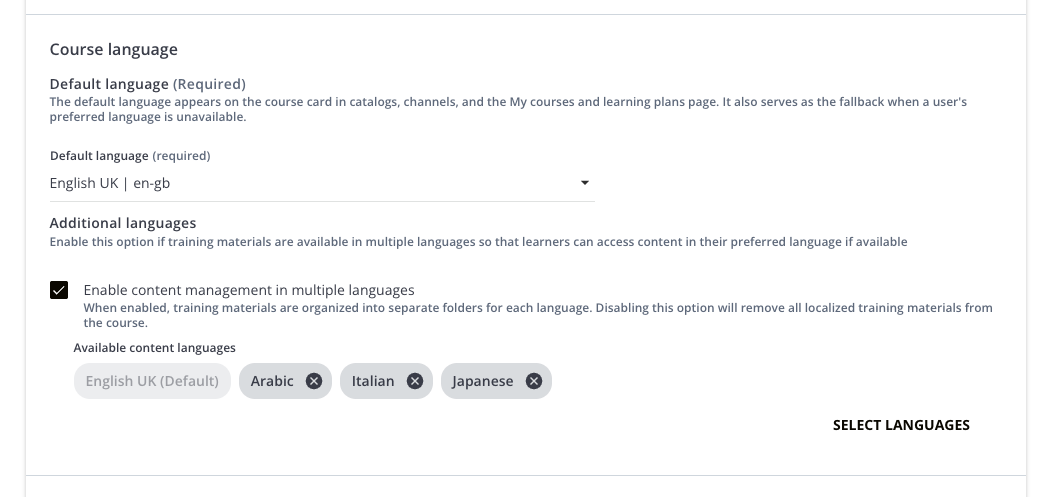 Course language
Default language (Required)
The default language appears on the course card in catalogs, channels, and the My courses and learning plans page. It also serves as the fallback when a user's
preferred language is unavailable.
Default language (required)
English UK | en-gb
Additional languages
Enable this option if training materials are available in multiple languages so that learners can access content in their preferred language if available
Enable content management in multiple languages
When enabled, training materials are organized into separate folders for each language. Disabling this option will remove all localized training materials from
the course.
Available content languages
English UK (Default) Arabic Italian Japanese
SELECT LANGUAGES